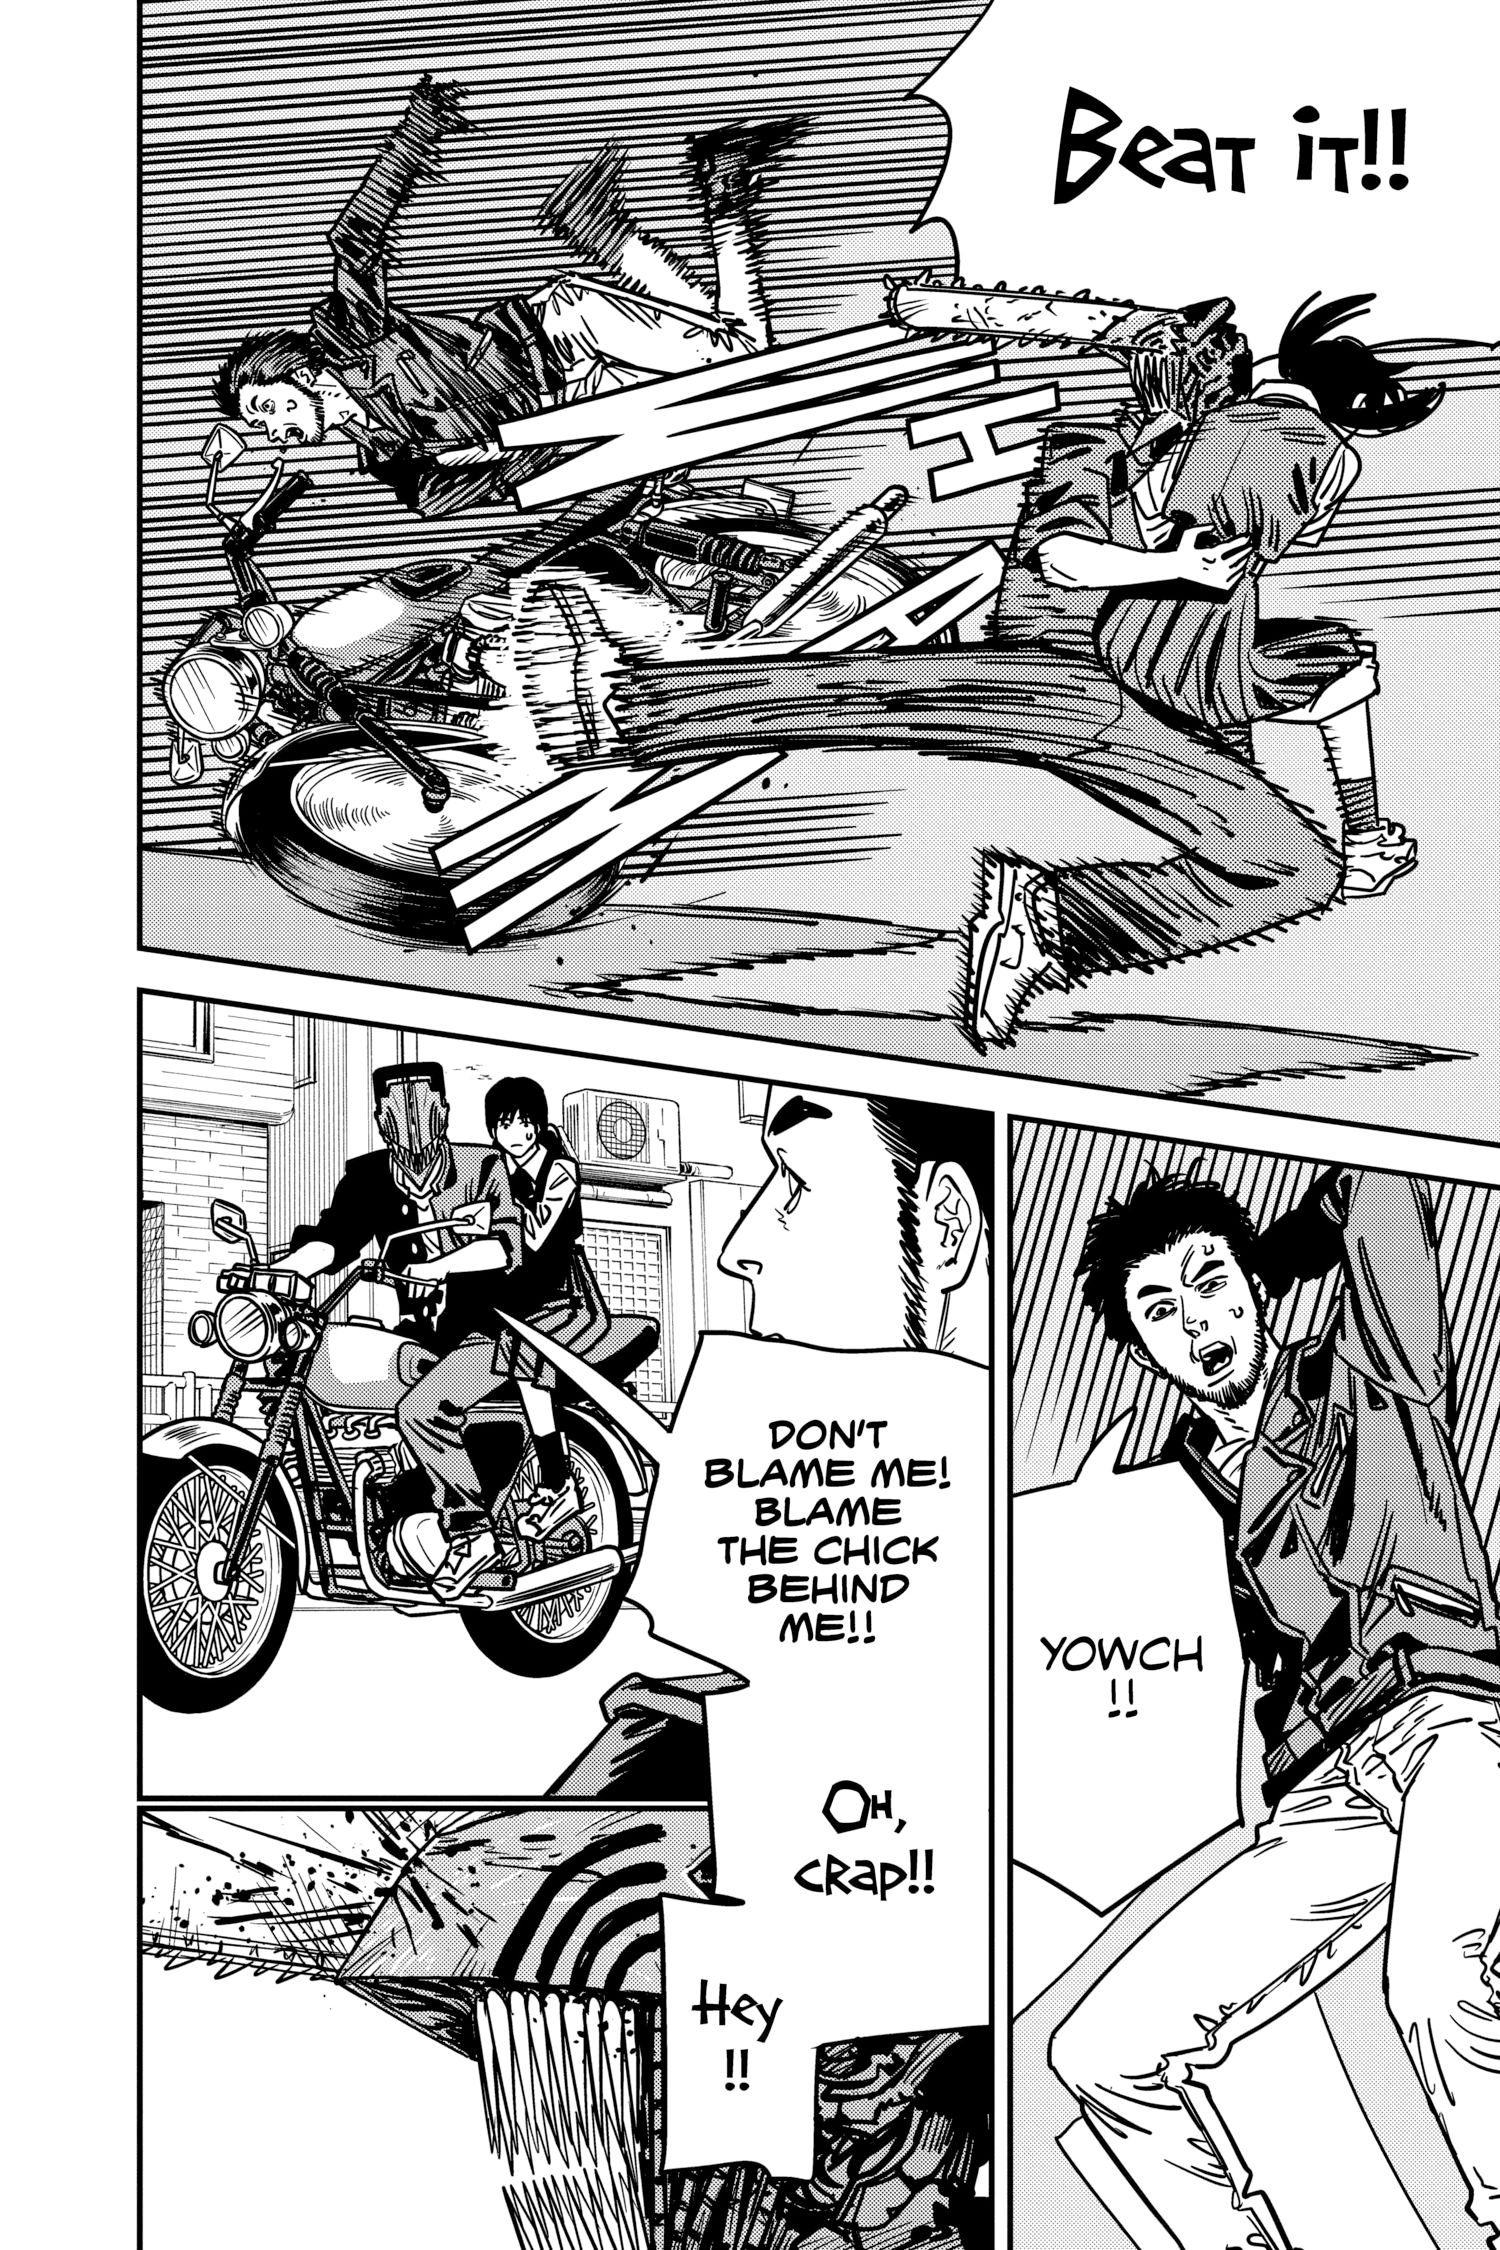 Beat it!!
WHAM
YOWCH
!!
DON'T
BLAME ME!
BLAME
THE CHICK
BEHIND
ME!!
Oh,
crap!!
Hey
!!